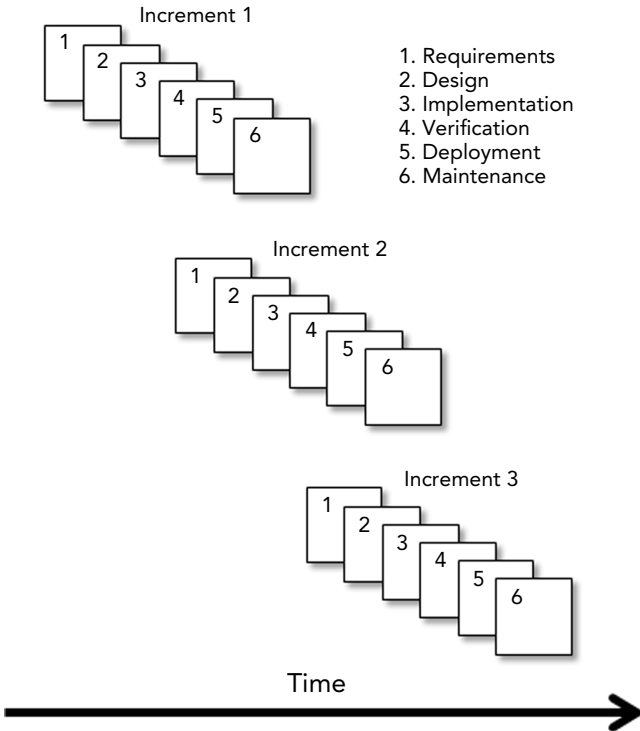 Increment 1
1
2
3
4
5
6
1. Requirements
2. Design
3. Implementation
4. Verification
5. Deployment
6. Maintenance
Increment 2
1
2
3
4
5
6
Increment 3
1
2
3
4
5
6
Time